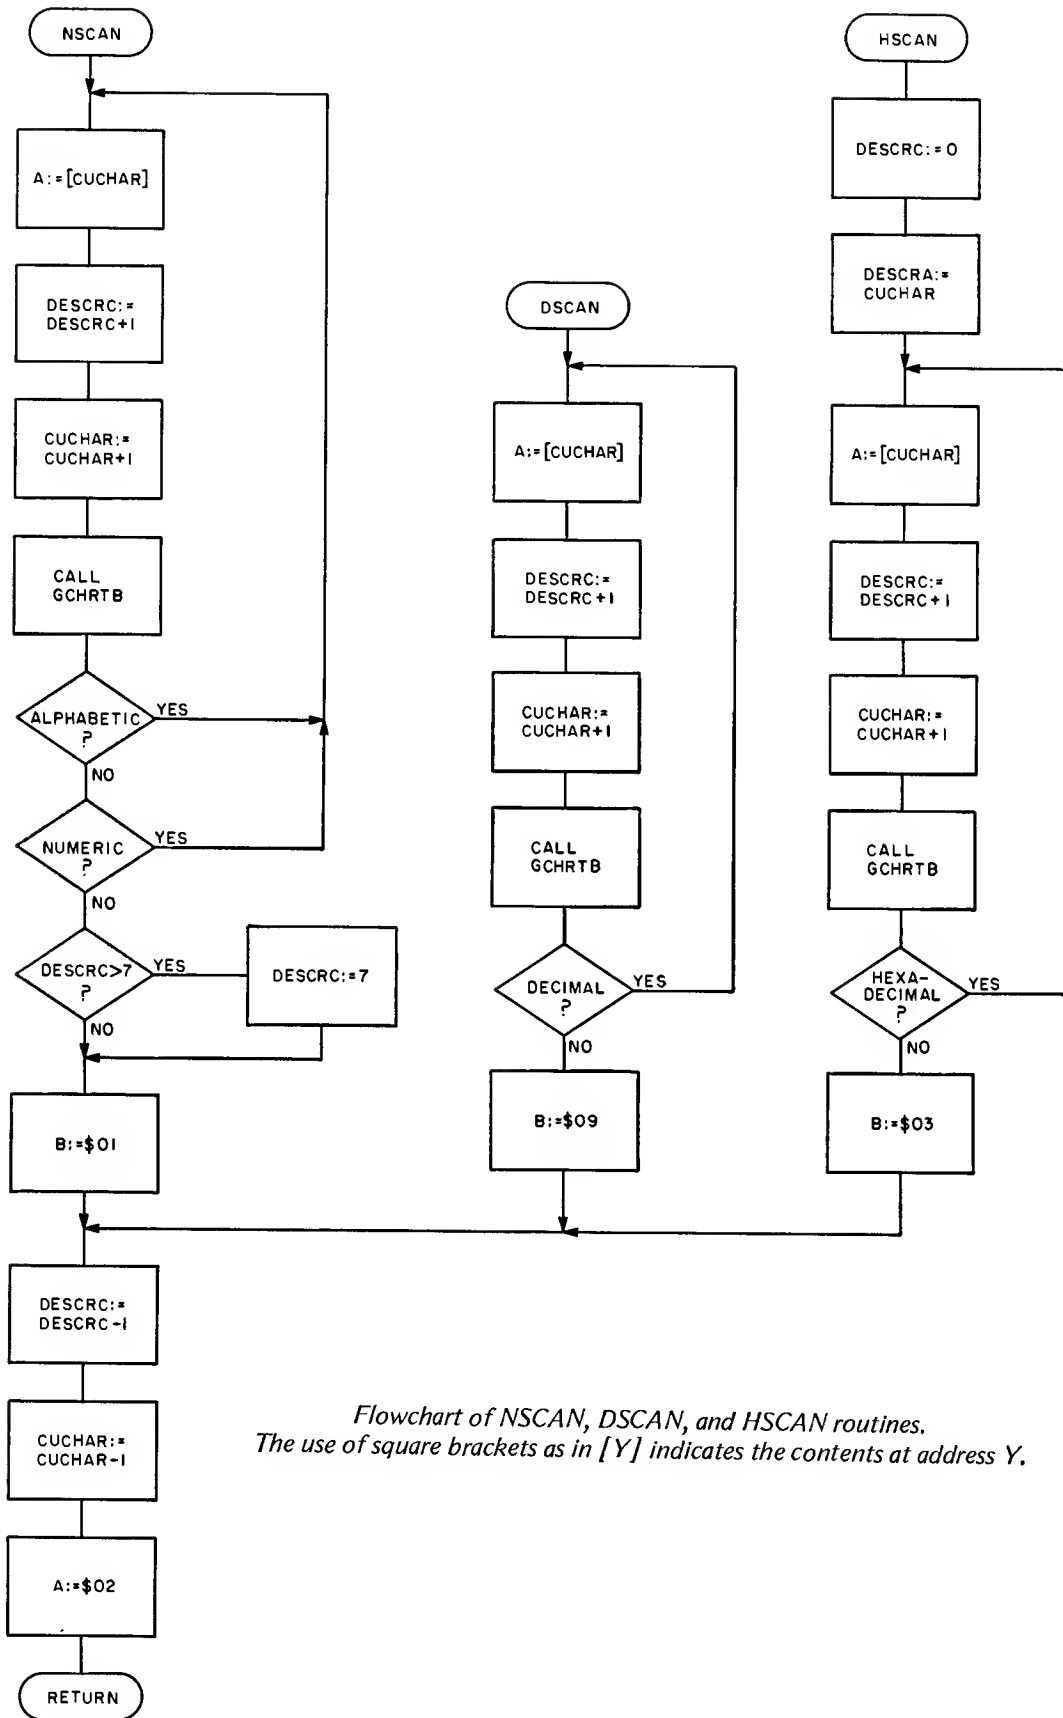 NSCAN
A:=[CUCHAR]
DESCRC:=
DESCRC+1
CUCHAR:=
CUCHAR+1
CALL
GCHRTB
ALPHABETIC
?
YES
NO
NUMERIC
?
YES
NO
DESCRC>7
?
YES
DESCRC:=7
NO
B:=$01
DESCRC:=
DESCRC-1
CUCHAR:=
CUCHAR-1
A:=$02
RETURN
DSCAN
A:=[CUCHAR]
DESCRC:=
DESCRC+1
CUCHAR:=
CUCHAR+1
CALL
GCHRTB
DECIMAL
?
YES
NO
B:=$09
HSCAN
DESCRC:=0
DESCRA:=
CUCHAR
A:=[CUCHAR]
DESCRC:=
DESCRC+1
CUCHAR:=
CUCHAR+1
CALL
GCHRTB
HEXA-
DECIMAL
?
YES
NO
B:=$03
Flowchart of NSCAN, DSCAN, and HSCAN routines.
The use of square brackets as in [Y] indicates the contents at address Y.